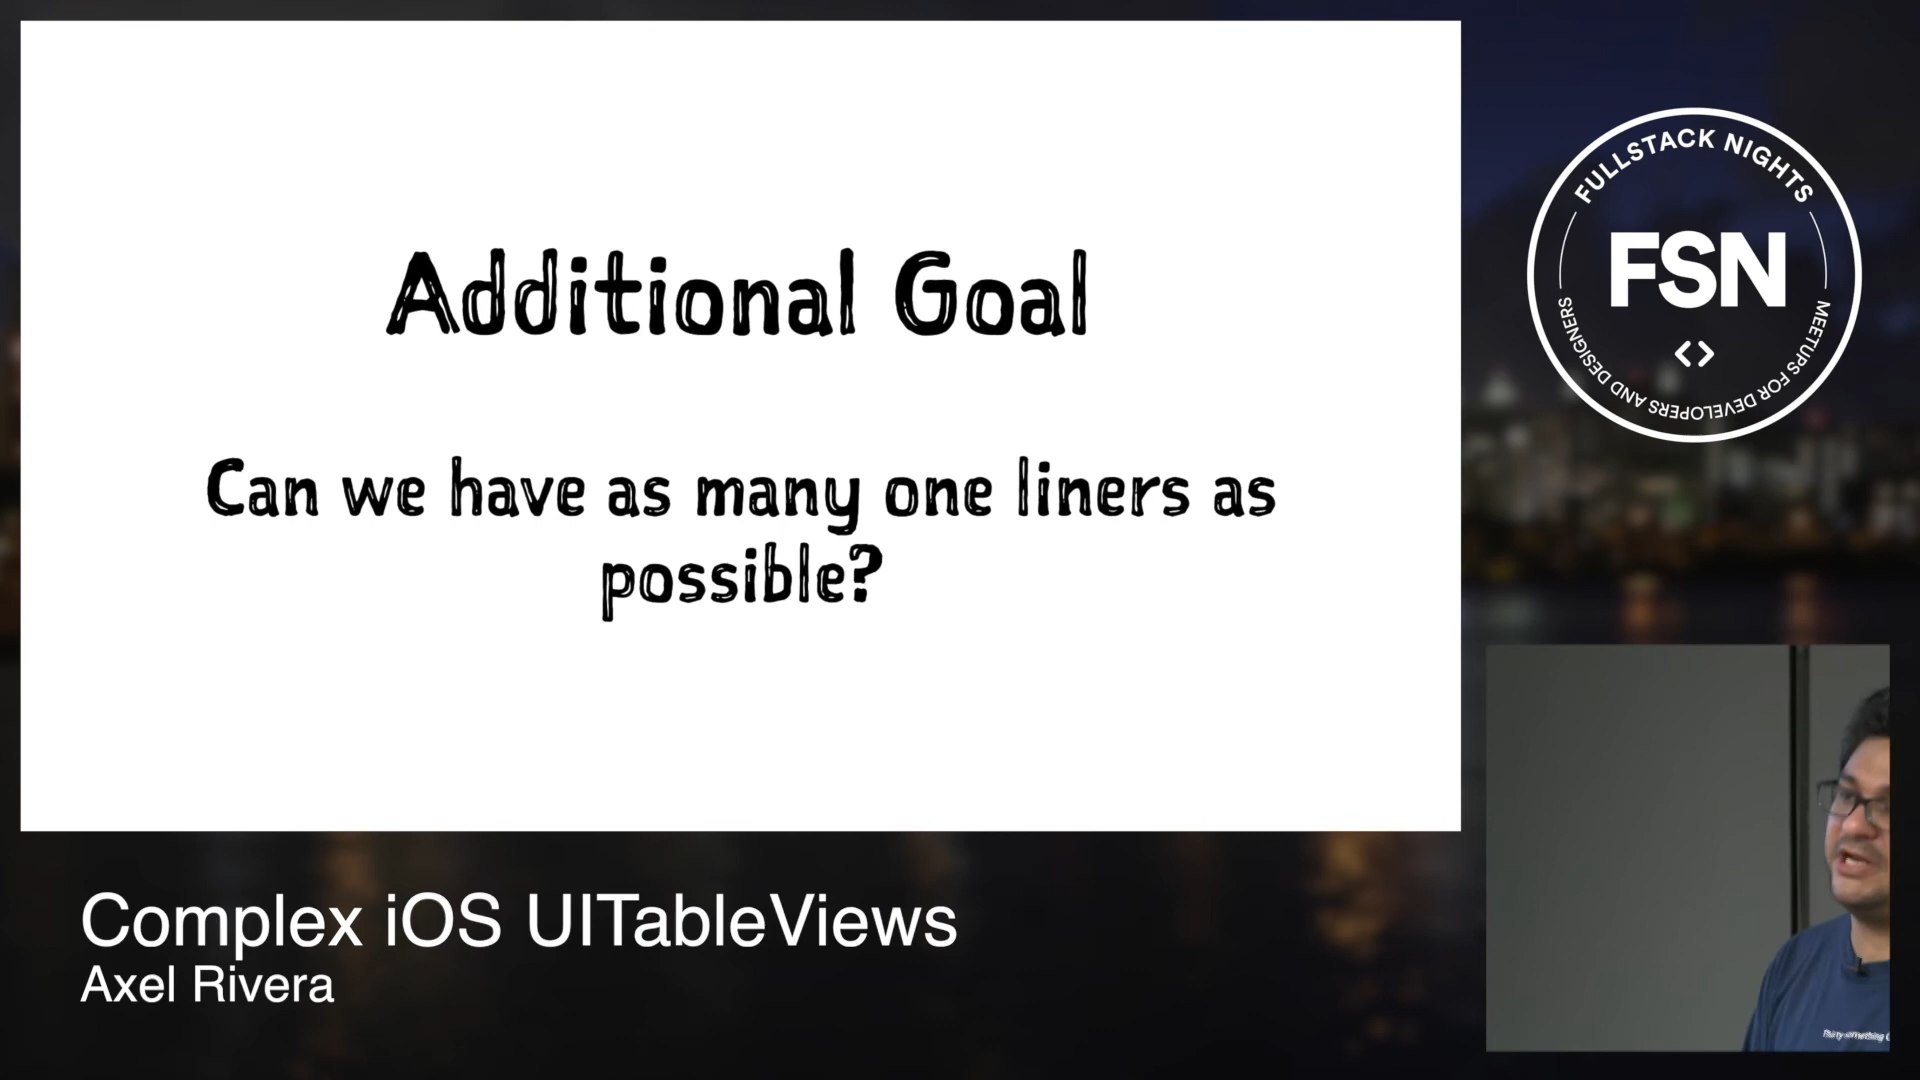 Additional Goal
Can we have as many one liners as
possible?
FULLSTACK NIGHTS
FSN
MEETUPS FOR DEVELOPERS AND DESIGNERS
Complex iOS UITableViews
Axel Rivera